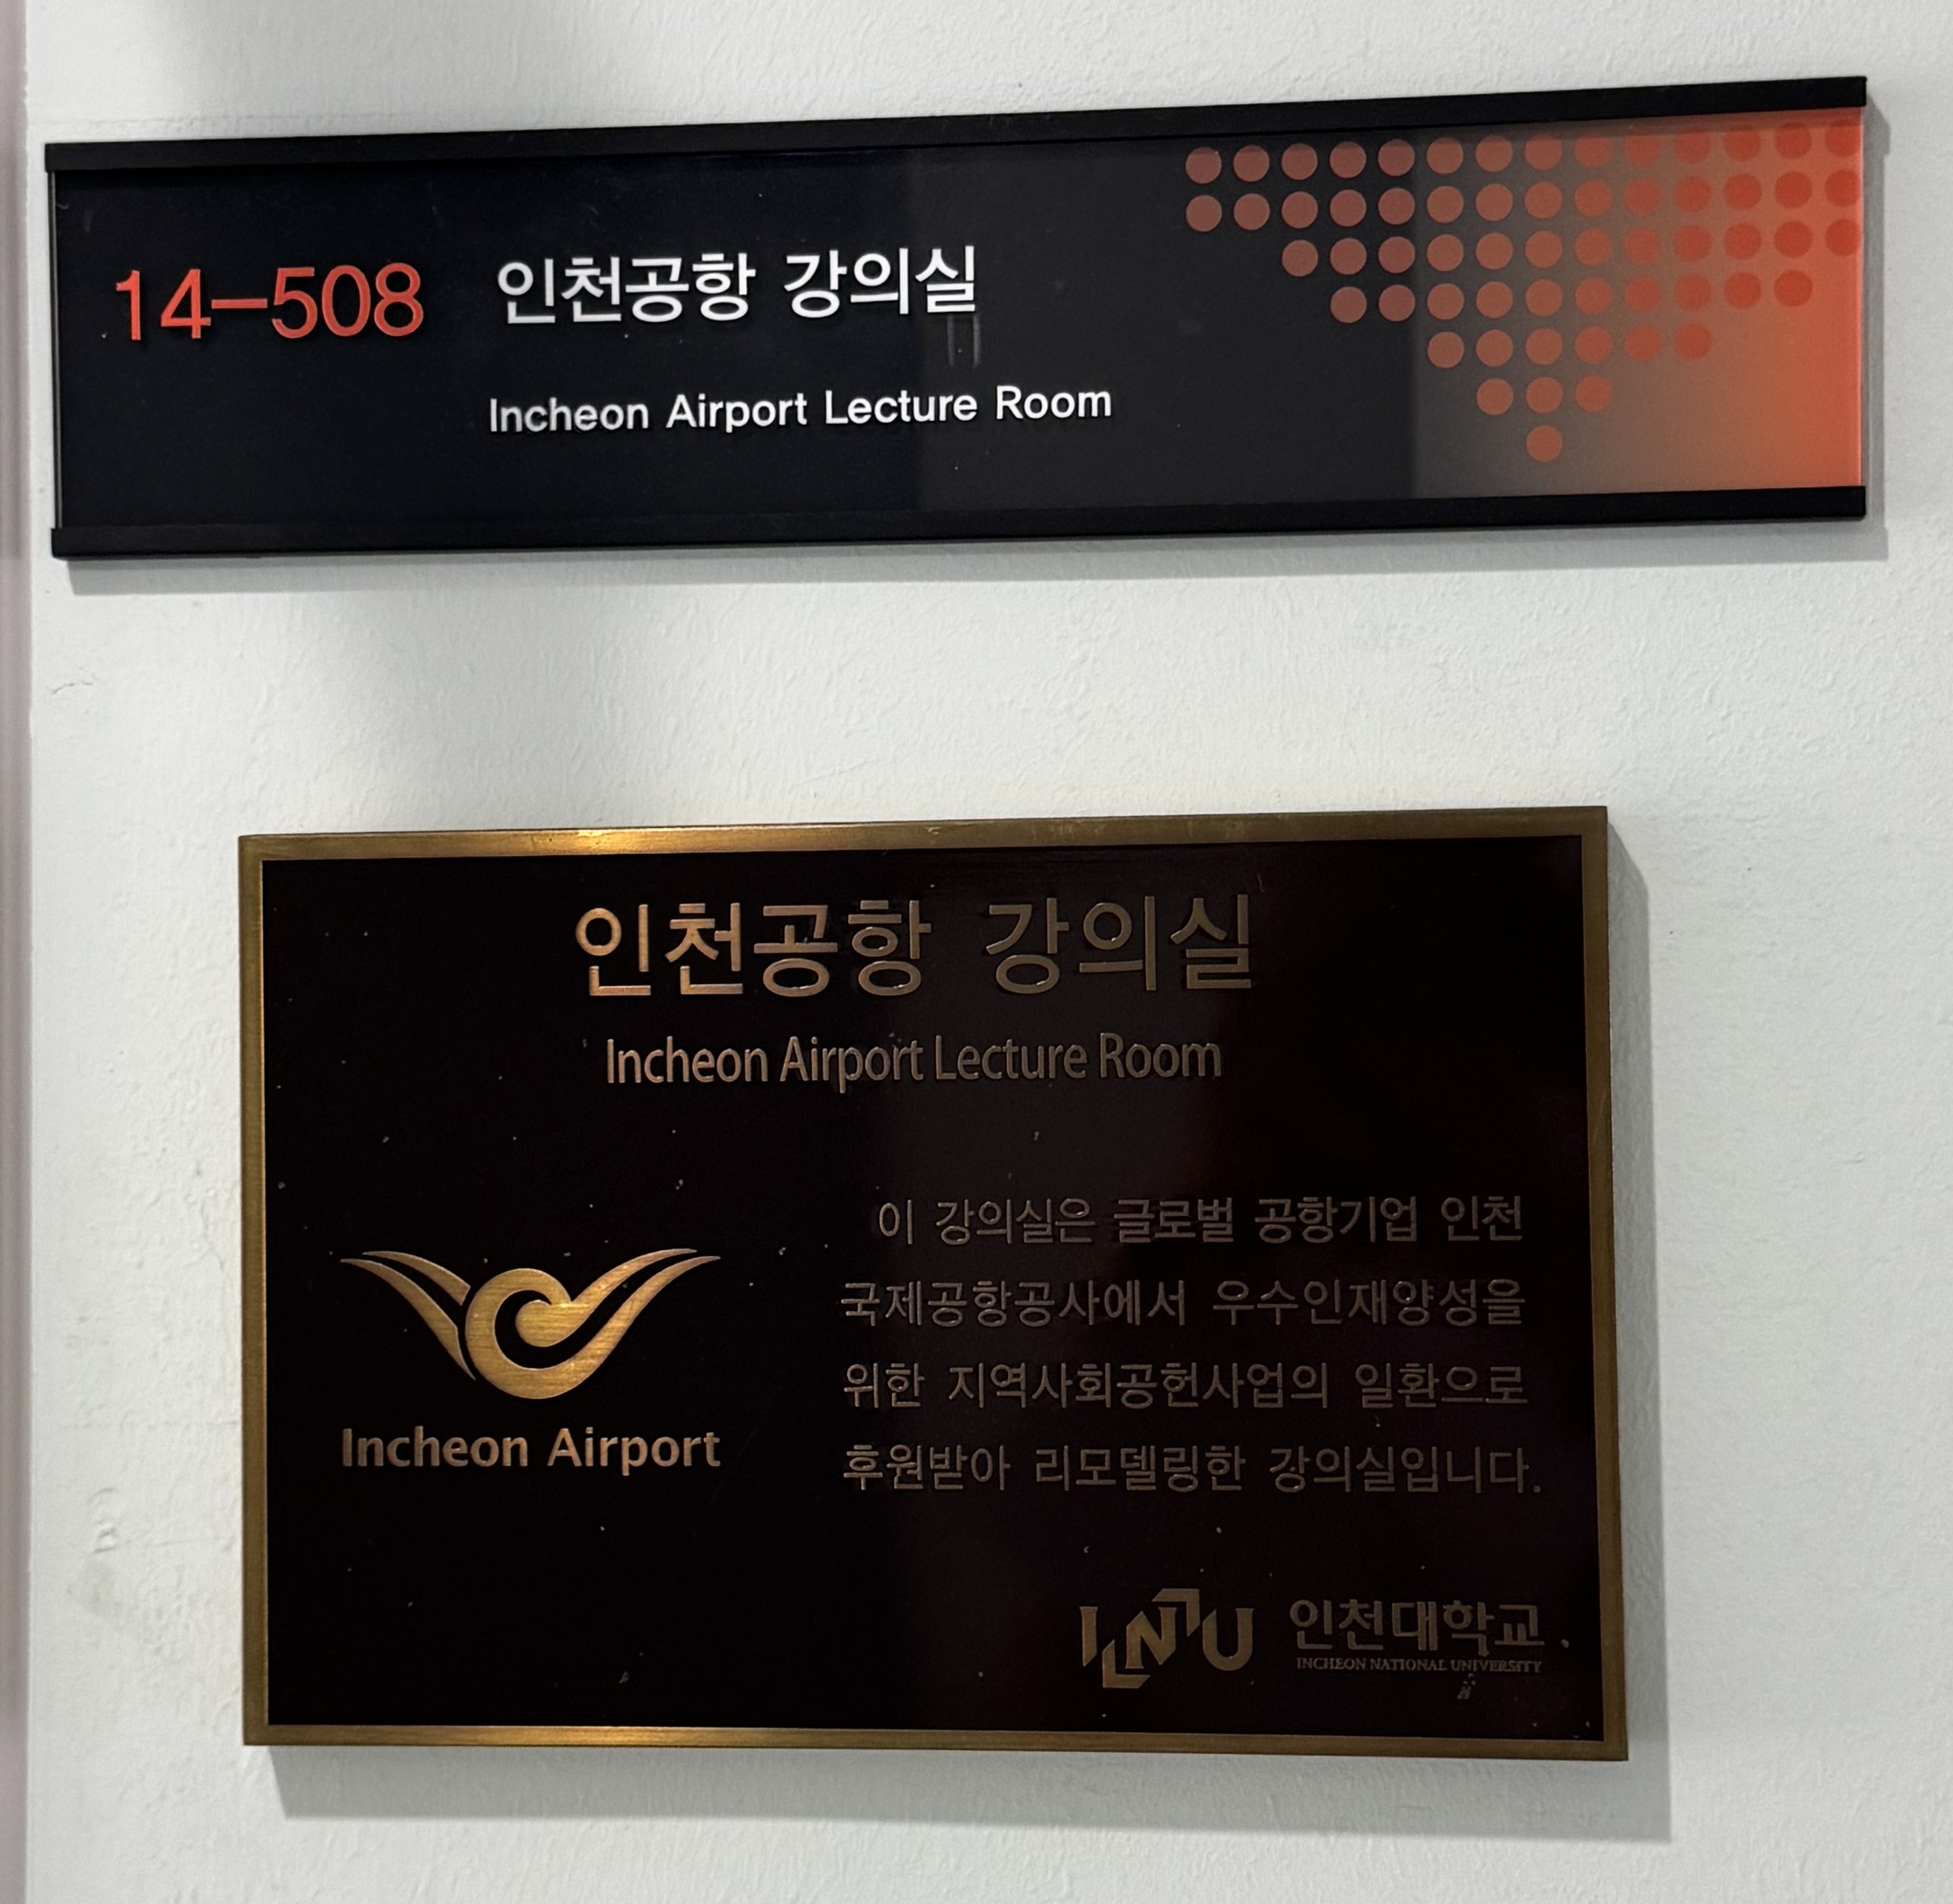 14-508 인천공항 강의실
Incheon Airport Lecture Room
인천공항 강의실
Incheon Airport Lecture Room
이 강의실은 글로벌 공항기업 인천
국제공항공사에서 우수인재양성을
위한 지역사회공헌사업의 일환으로
후원받아 리모델링한 강의실입니다.
Incheon Airport
INU 인천대학교
INCHEON NATIONAL UNIVERSITY